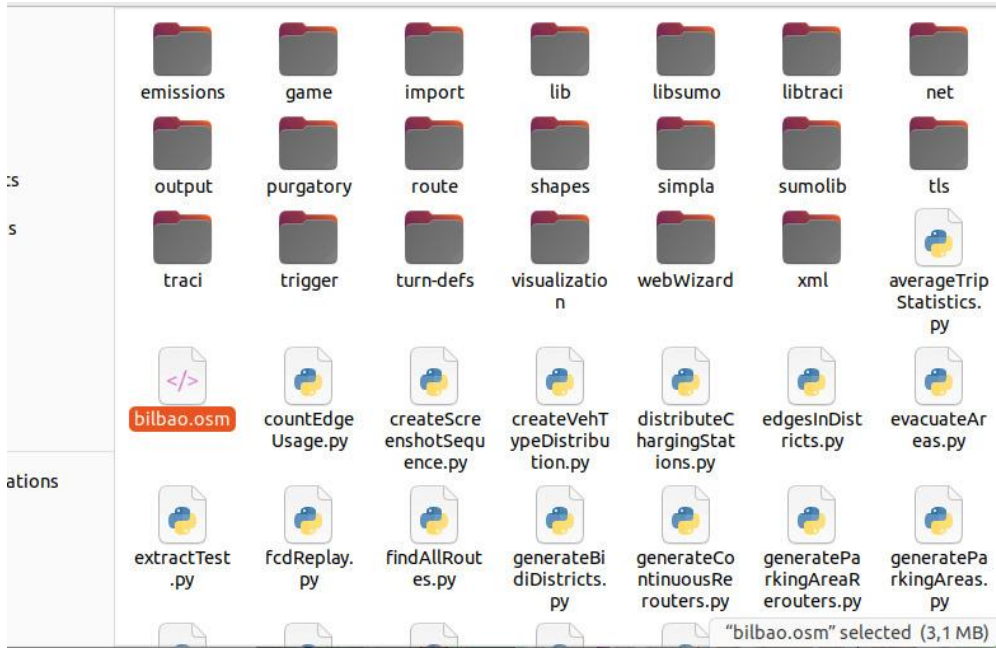 emissions
game
import
lib
libsumo
libtraci
net
output
purgatory
route
shapes
simpla
sumolib
tls
traci
trigger
turn-defs
visualizatio
n
webWizard
xml
averageTrip
Statistics.
py
</>
bilbao.osm
countEdge
Usage.py
createScre
enshotSequ
ence.py
createVehT
ypeDistribu
tion.py
distributeC
hargingStat
ions.py
edgesInDist
ricts.py
evacuateAr
eas.py
extractTest
.py
fcdReplay.
py
findAllRout
es.py
generateBi
diDistricts.
py
generateCo
ntinuousRe
routers.py
generatePa
rkingAreaR
erouters.py
generatePa
rkingAreas.
py
ations
"bilbao.osm" selected (3,1 MB)